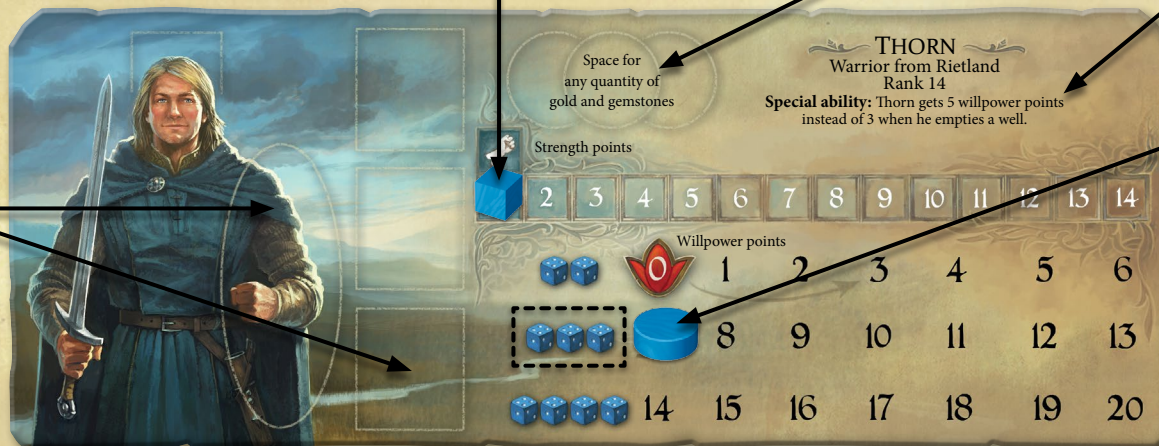 THORN
Warrior from Rietland
Rank 14
Special ability: Thorn gets 5 willpower points
instead of 3 when he empties a well.
Space for
any quantity of
gold and gemstones
Strength points
2 3 4 5 6 7 8 9 10 11 12 13 14
Willpower points
0 1 2 3 4 5 6
8 9 10 11 12 13
14 15 16 17 18 19 20